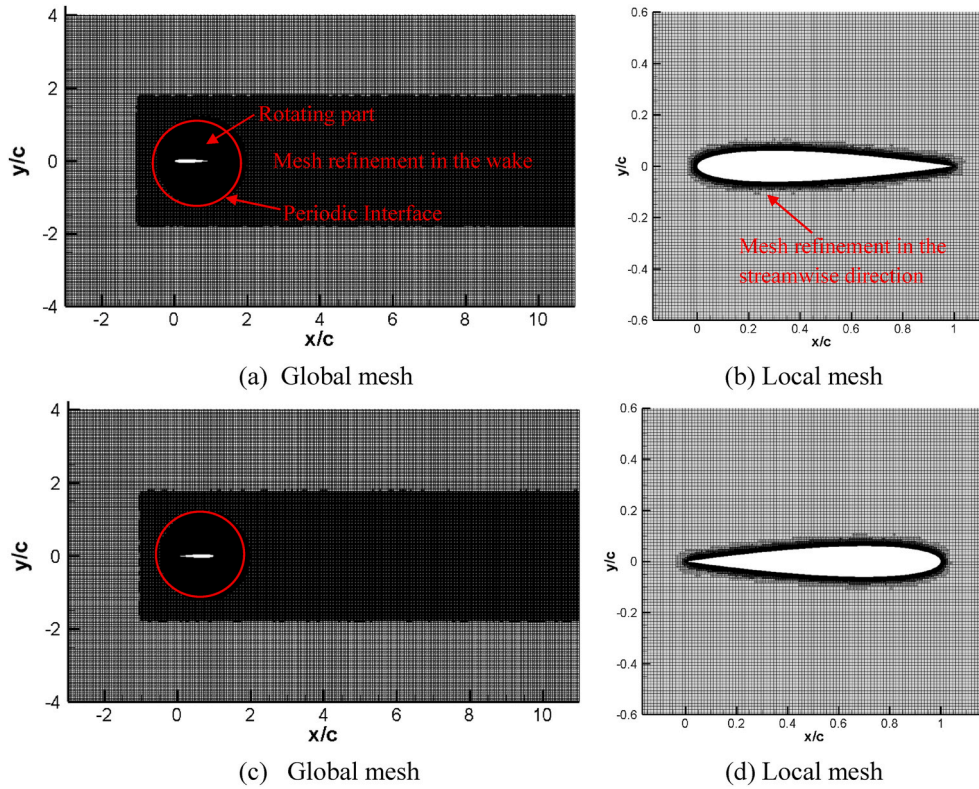 4
2
0
-2
-4
y/c
Rotating part
Mesh refinement in the wake
Periodic Interface
-2 0 2 4 6 8 10
x/c
(a) Global mesh
0.6
0.4
0.2
0
-0.2
-0.4
-0.6
y/c
Mesh refinement in the
streamwise direction
0 0.2 0.4 0.6 0.8 1
x/c
(b) Local mesh
4
2
0
-2
-4
y/c
-2 0 2 4 6 8 10
x/c
(c) Global mesh
0.6
0.4
0.2
0
-0.2
-0.4
-0.6
y/c
0 0.2 0.4 0.6 0.8 1
x/c
(d) Local mesh